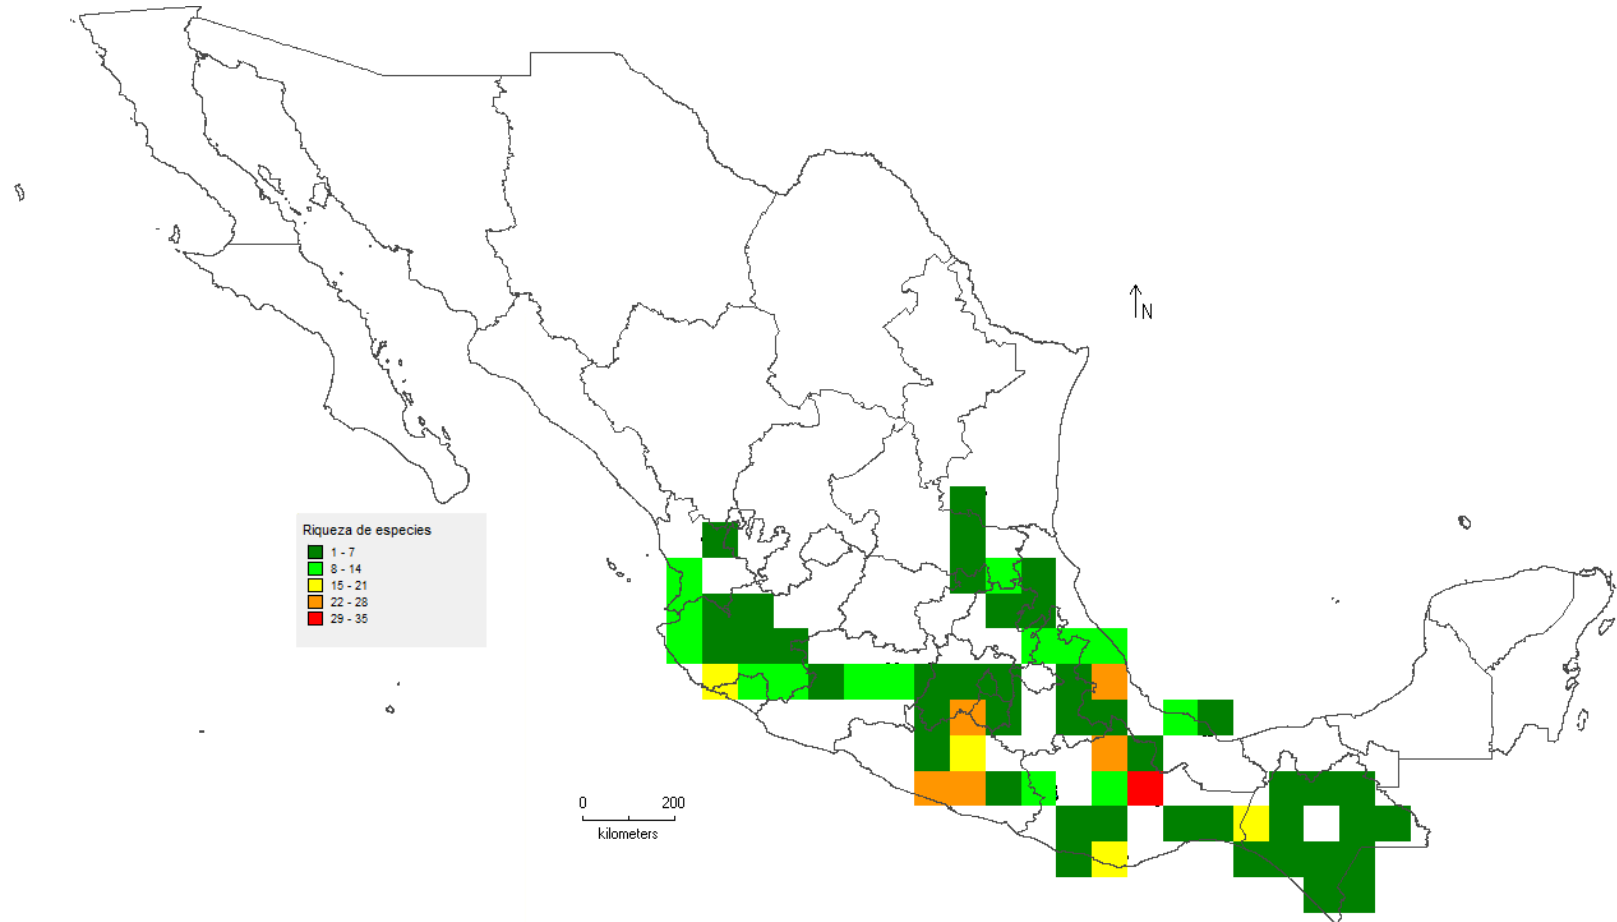 N
Riqueza de especies
1 - 7
8 - 14
15 - 21
22 - 28
29 - 35
0 200
kilometers